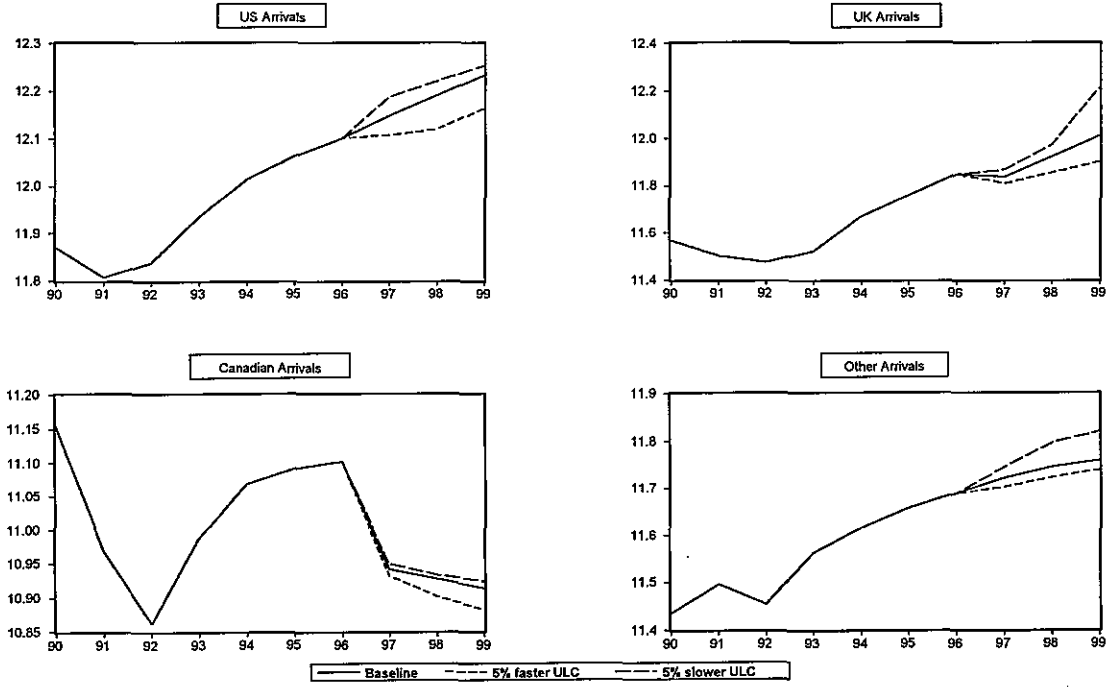 US Arrivals
12.3
12.2
12.1
12.0
11.9
11.8
90 91 92 93 94 95 96 97 98 99
UK Arrivals
12.4
12.2
12.0
11.8
11.6
11.4
90 91 92 93 94 95 96 97 98 99
Canadian Arrivals
11.20
11.15
11.10
11.05
11.00
10.95
10.90
10.85
90 91 92 93 94 95 96 97 98 99
Other Arrivals
11.9
11.8
11.7
11.6
11.5
11.4
90 91 92 93 94 95 96 97 98 99
Baseline 5% faster ULC 5% slower ULC